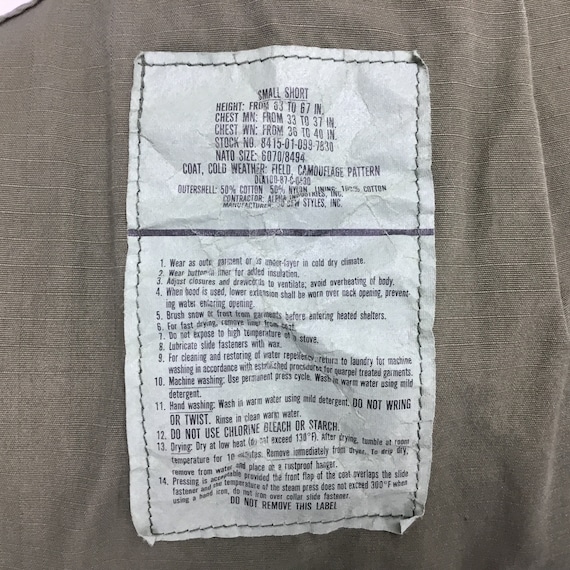 SMALL SHORT
HEIGHT: FROM 63 TO 67 IN.
CHEST MN: FROM 33 TO 37 IN.
CHEST WN: FROM 36 TO 40 IN.
STOCK NO. 8415-01-099-7830
NATO SIZE: 6070/8494
COAT, COLD WEATHER: FIELD, CAMOUFLAGE PATTERN
OUTERSHELL: 50% COTTON 50% NYLON, LINING: 100% COTTON
CONTRACTOR: ALPHA INDUSTRIES, INC.
MANUFACTURER: STYLES, INC.
1. Wear as outer garment or as under-layer in cold dry climate.
2. Wear button in liner for added insulation.
3. Adjust closures and drawcords to ventilate; avoid overheating of body.
4. When hood is used, lower extension shall be worn over neck opening, prevent-
ing water entering opening.
5. Brush snow or frost from garments before entering heated shelters.
6. For fast drying, remove liner from coat.
7. Do not expose to high temperature of a stove.
8. Lubricate slide fasteners with wax.
9. For cleaning and restoring of water repellency, return to laundry for machine
washing in accordance with established procedures for quarpel treated garments.
10. Machine washing: Use permanent press cycle. Wash in warm water using mild
detergent.
11. Hand washing: Wash in warm water using mild detergent. DO NOT WRING
OR TWIST. Rinse in clean warm water.
12. DO NOT USE CHLORINE BLEACH OR STARCH.
13. Drying: Dry at low heat (do not exceed 130°F). After drying, tumble at room
temperature for 10 minutes. Remove immediately from dryer. To drip dry,
remove from water and place on a rustproof hanger.
14. Pressing is acceptable provided the front flap of the coat overlaps the slide
fastener and the temperature of the steam press does not exceed 300°F when
using a hand iron, do not iron over collar slide fastener.
DO NOT REMOVE THIS LABEL